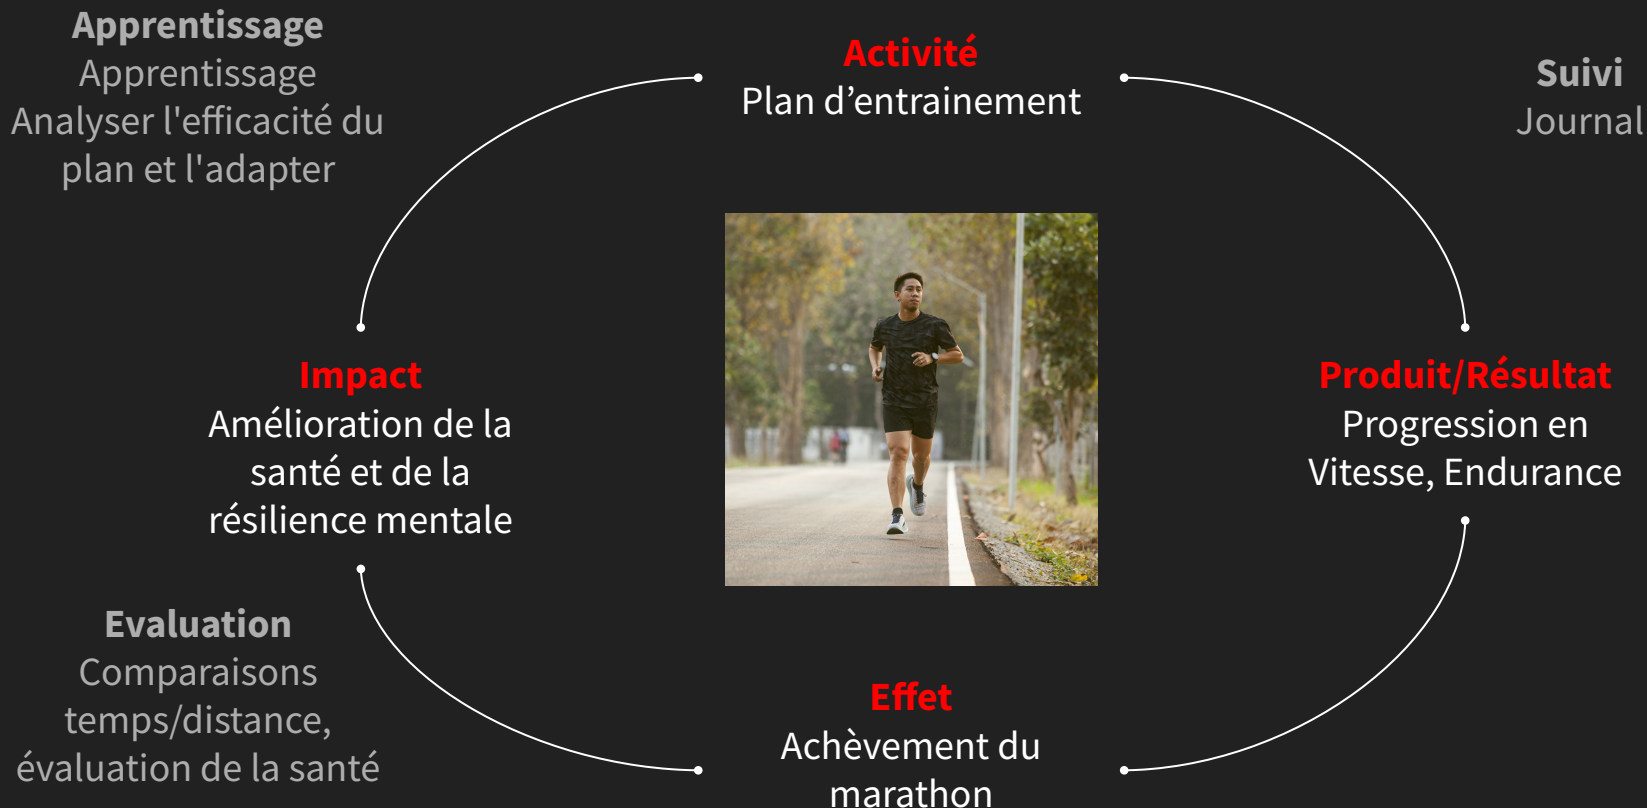 Apprentissage
Apprentissage
Analyser l'efficacité du
plan et l'adapter
Activité
Plan d’entrainement
Suivi
Journal
Impact
Amélioration de la
santé et de la
résilience mentale
Produit/Résultat
Progression en
Vitesse, Endurance
Evaluation
Comparaisons
temps/distance,
évaluation de la santé
Effet
Achèvement du
marathon